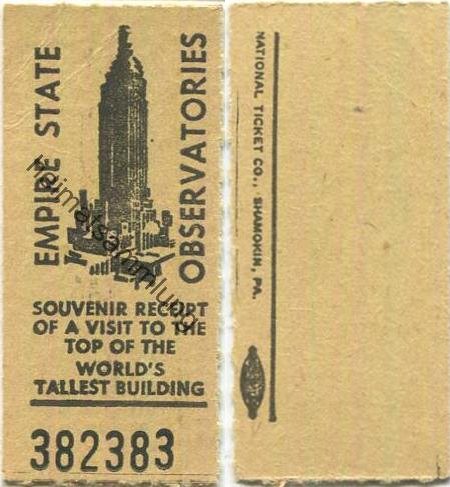 EMPIRE STATE
OBSERVATORIES
SOUVENIR RECEIPT
OF A VISIT TO THE
TOP OF THE
WORLD'S
TALLEST BUILDING
382383
Heimatsammlung
NATIONAL TICKET CO., SHAMOKIN, PA.